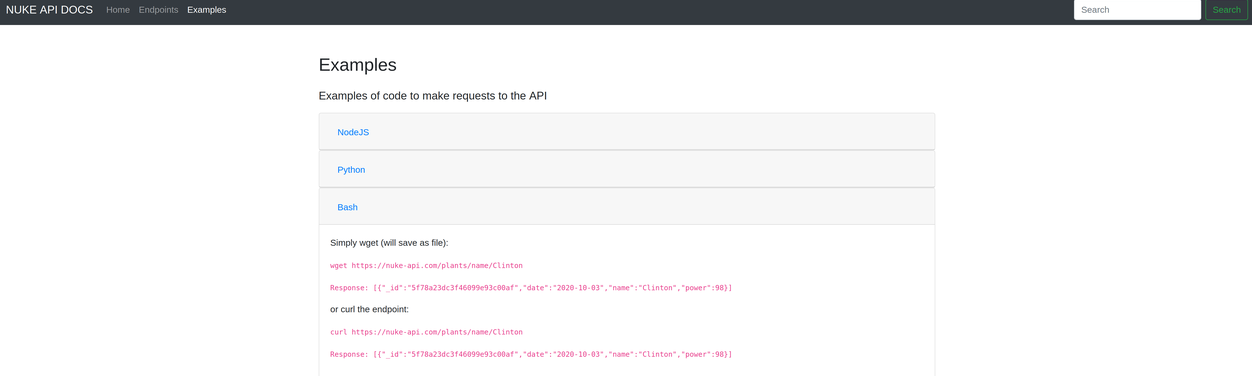 NUKE API DOCS Home Endpoints Examples Search Search
Examples
Examples of code to make requests to the API
NodeJS
Python
Bash
Simply wget (will save as file):
wget https://nuke-api.com/plants/name/Clinton
Response: [{"_id":"5f78a23dc3f46099e93c00af","date":"2020-10-03","name":"Clinton","power":98}]
or curl the endpoint:
curl https://nuke-api.com/plants/name/Clinton
Response: [{"_id":"5f78a23dc3f46099e93c00af","date":"2020-10-03","name":"Clinton","power":98}]